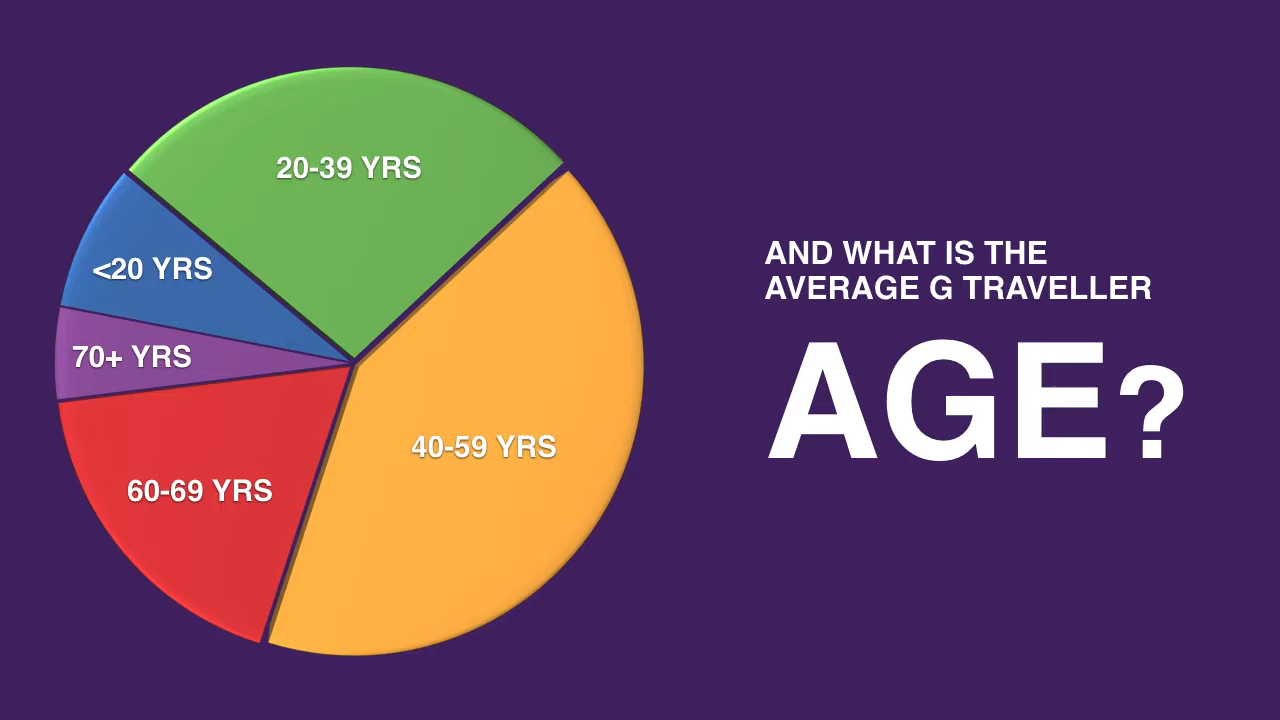 20-39 YRS
<20 YRS
70+ YRS
40-59 YRS
60-69 YRS
AND WHAT IS THE
AVERAGE G TRAVELLER
AGE?